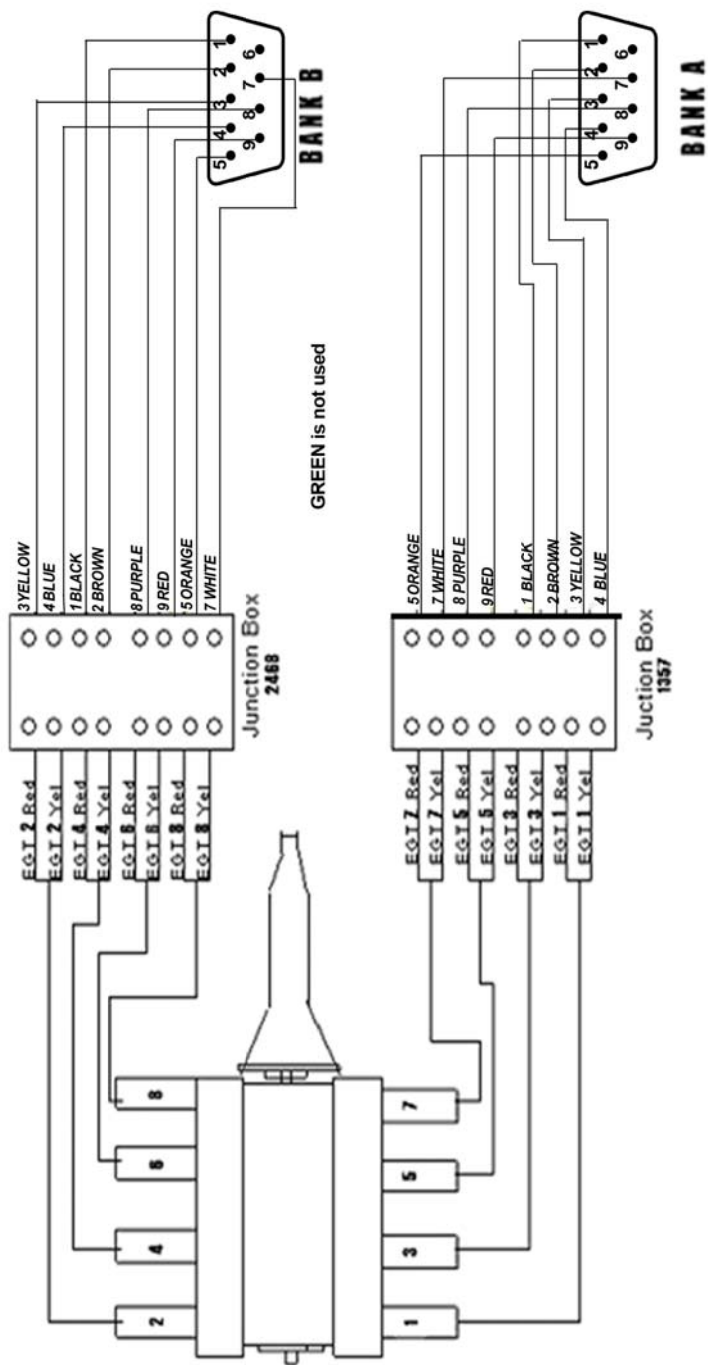 1
2
3
4
5
6
7
8
9
BANK B
1
2
3
4
5
6
7
8
9
BANK A
3 YELLOW
4 BLUE
1 BLACK
2 BROWN
8 PURPLE
9 RED
5 ORANGE
7 WHITE
GREEN is not used
5 ORANGE
7 WHITE
8 PURPLE
9 RED
1 BLACK
2 BROWN
3 YELLOW
4 BLUE
Junction Box
2468
Juction Box
1357
EGT 2 Red
EGT 2 Yel
EGT 4 Red
EGT 4 Yel
EGT 6 Red
EGT 6 Yel
EGT 8 Red
EGT 8 Yel
EGT 7 Red
EGT 7 Yel
EGT 5 Red
EGT 5 Yel
EGT 3 Red
EGT 3 Yel
EGT 1 Red
EGT 1 Yel
8
6
4
2
7
5
3
1